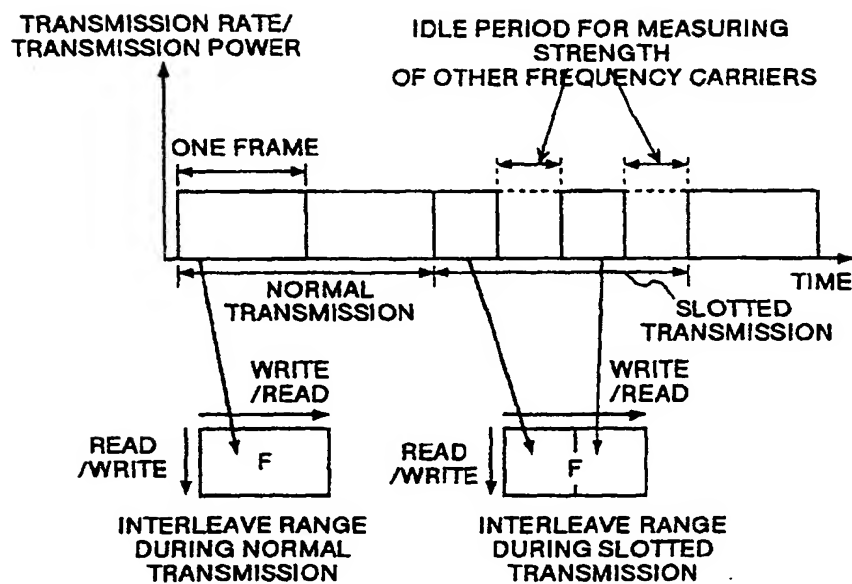 TRANSMISSION RATE/
TRANSMISSION POWER
IDLE PERIOD FOR MEASURING
STRENGTH
OF OTHER FREQUENCY CARRIERS
ONE FRAME
TIME
NORMAL
TRANSMISSION
SLOTTED
TRANSMISSION
WRITE
/READ
READ
/WRITE
F
INTERLEAVE RANGE
DURING NORMAL
TRANSMISSION
WRITE
/READ
READ
/WRITE
F
INTERLEAVE RANGE
DURING SLOTTED
TRANSMISSION